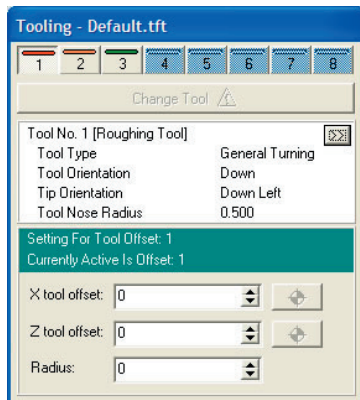 Tooling - Default.tft
1 2 3 4 5 6 7 8
Change Tool
Tool No. 1 [Roughing Tool]
Tool Type General Turning
Tool Orientation Down
Tip Orientation Down Left
Tool Nose Radius 0.500
Setting For Tool Offset: 1
Currently Active Is Offset: 1
X tool offset: 0
Z tool offset: 0
Radius: 0